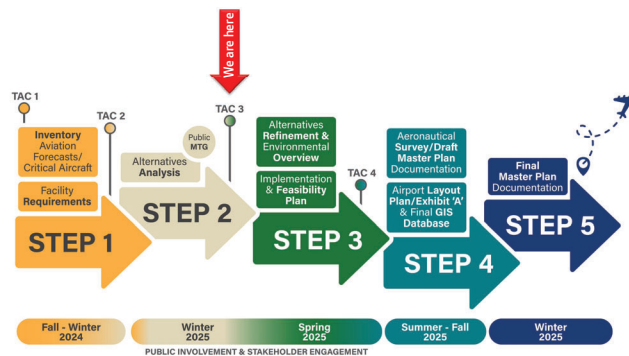 We are here
TAC 1
TAC 2
TAC 3
Inventory
Aviation
Forecasts/
Critical Aircraft
Facility
Requirements
STEP 1
Public
MTG
Alternatives
Analysis
STEP 2
Alternatives
Refinement &
Environmental
Overview
Implementation
& Feasibility
Plan
TAC 4
STEP 3
Aeronautical
Survey/Draft
Master Plan
Documentation
Airport Layout
Plan/Exhibit 'A'
& Final GIS
Database
STEP 4
Final
Master Plan
Documentation
STEP 5
Fall - Winter
2024
Winter
2025
Spring
2025
Summer - Fall
2025
Winter
2025
PUBLIC INVOLVEMENT & STAKEHOLDER ENGAGEMENT